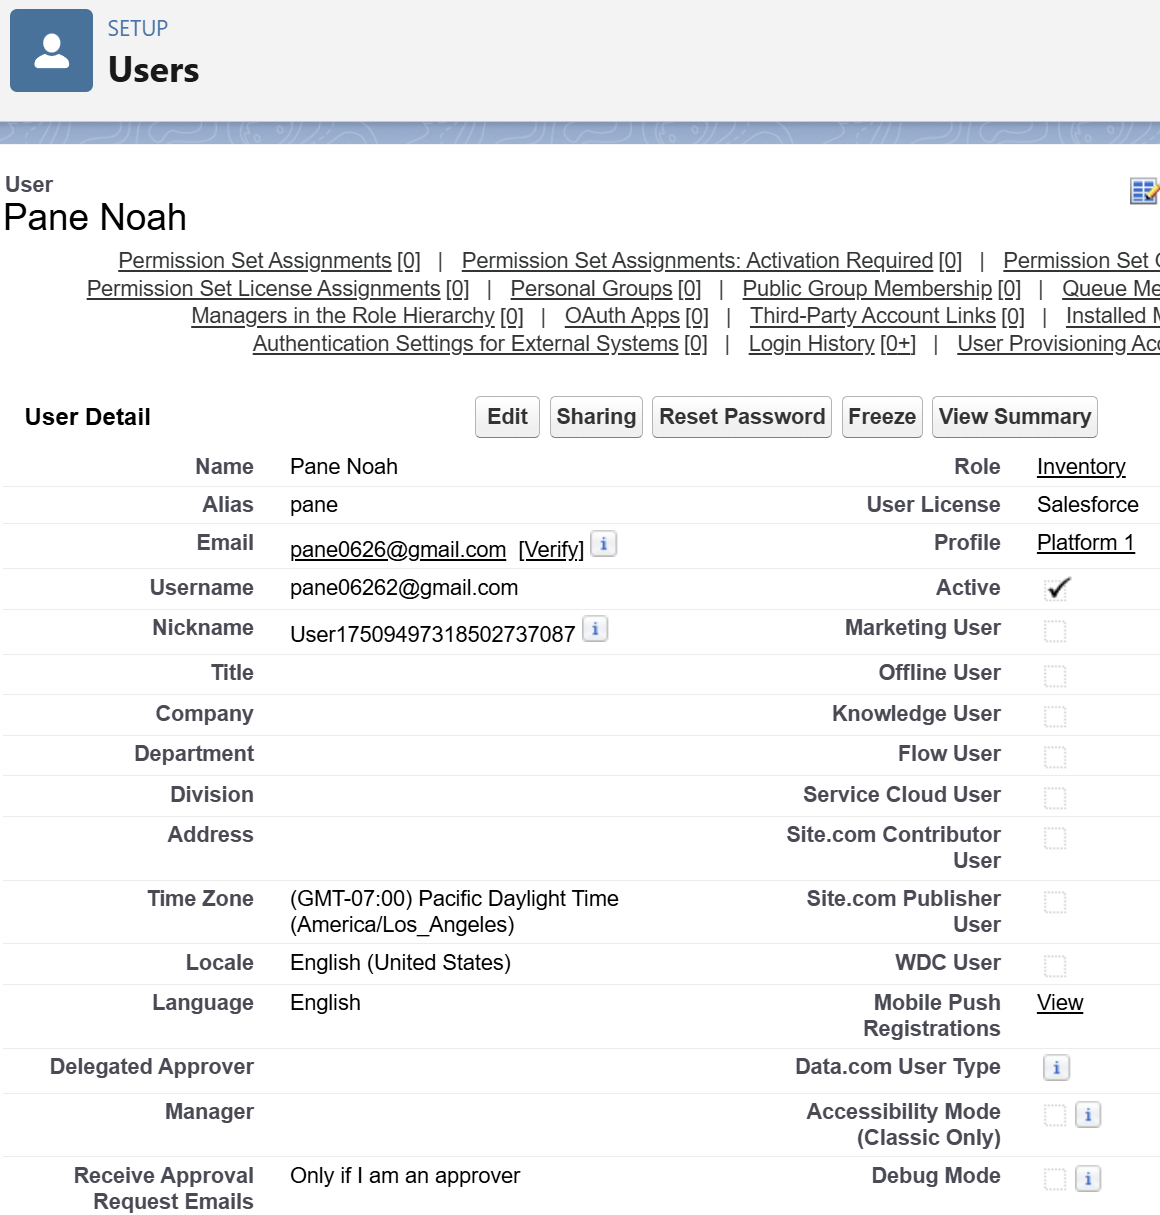 SETUP
Users
User
Pane Noah
Permission Set Assignments [0] | Permission Set Assignments: Activation Required [0] | Permission Set
Permission Set License Assignments [0] | Personal Groups [0] | Public Group Membership [0] | Queue Me
Managers in the Role Hierarchy [0] | OAuth Apps [0] | Third-Party Account Links [0] | Installed
Authentication Settings for External Systems [0] | Login History [0+] | User Provisioning Acc
User Detail Edit Sharing Reset Password Freeze View Summary
Name Pane Noah Role Inventory
Alias pane User License Salesforce
Email pane0626@gmail.com [Verify] i Profile Platform 1
Username pane06262@gmail.com Active
Nickname User17509497318502737087 i Marketing User
Title Offline User
Company Knowledge User
Department Flow User
Division Service Cloud User
Address Site.com Contributor
User
Time Zone (GMT-07:00) Pacific Daylight Time Site.com Publisher
(America/Los_Angeles) User
Locale English (United States) WDC User
Language English Mobile Push View
Registrations
Delegated Approver Data.com User Type i
Manager Accessibility Mode i
(Classic Only)
Receive Approval Only if I am an approver Debug Mode i
Request Emails